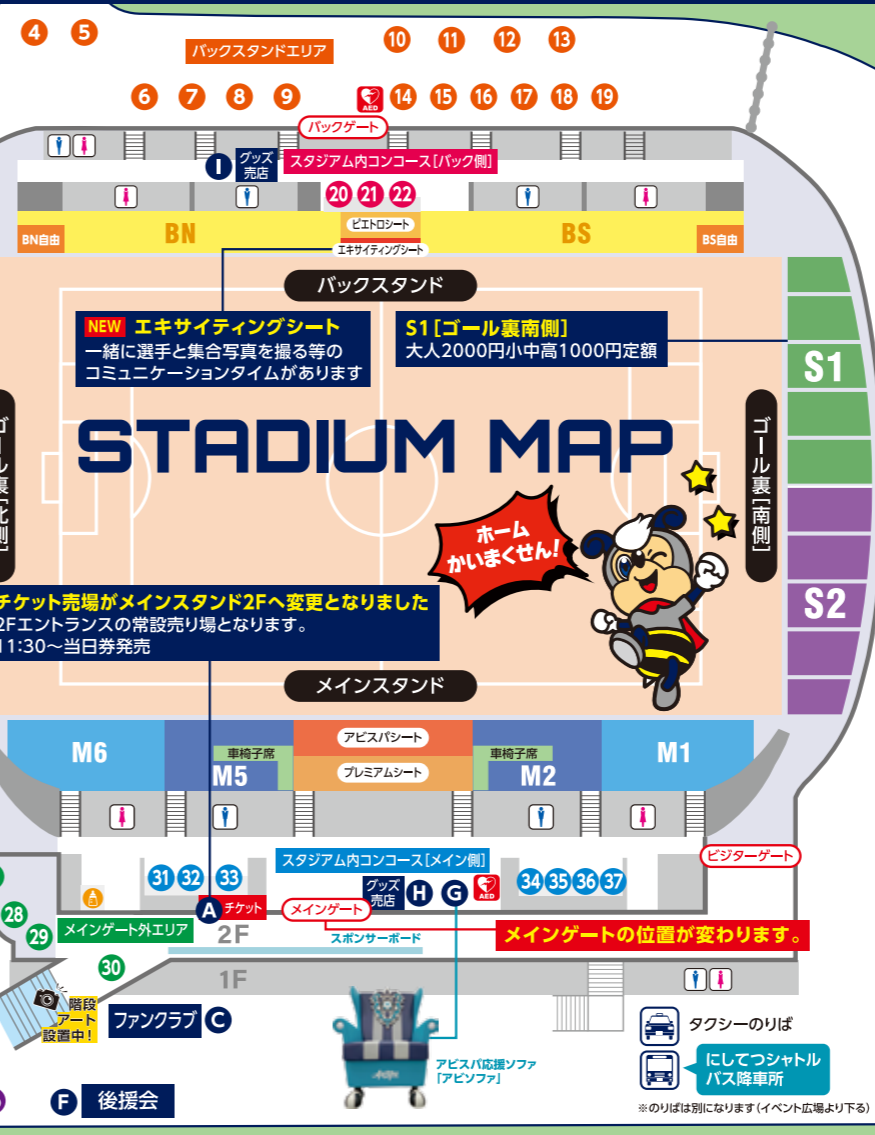 4 5
バックスタンドエリア
10 11 12 13
6 7 8 9
AED
14 15 16 17 18 19
バックゲート
I
グッズ
売店
スタジアム内コンコース[バック側]
20 21 22
BN自由
BN
ピエトロシート
エキサイティングシート
BS
BS自由
バックスタンド
NEW エキサイティングシート
一緒に選手と集合写真を撮る等の
コミュニケーションタイムがあります
S1[ゴール裏南側]
大人2000円小中高1000円定額
S1
STADIUM MAP
ゴール裏[北側]
ゴール裏[南側]
ホーム
かいまくせん!
S2
チケット売場がメインスタンド2Fへ変更となりました
2Fエントランスの常設売り場となります。
11:30〜当日券発売
メインスタンド
M6
車椅子席
M5
アビスパシート
プレミアムシート
車椅子席
M2
M1
スタジアム内コンコース[メイン側]
ビジターゲート
31 32 33
グッズ
売店
H G
AED
34 35 36 37
28
29
A チケット
メインゲート
メインゲート外エリア
2F
スポンサーボード
メインゲートの位置が変わります。
30
1F
階段
アート
設置中!
ファンクラブ C
アビスパ応援ソファ
「アビソファ」
タクシーのりば
にしてつシャトル
バス降車所
F 後援会
※のりばは別になります(イベント広場より下る)